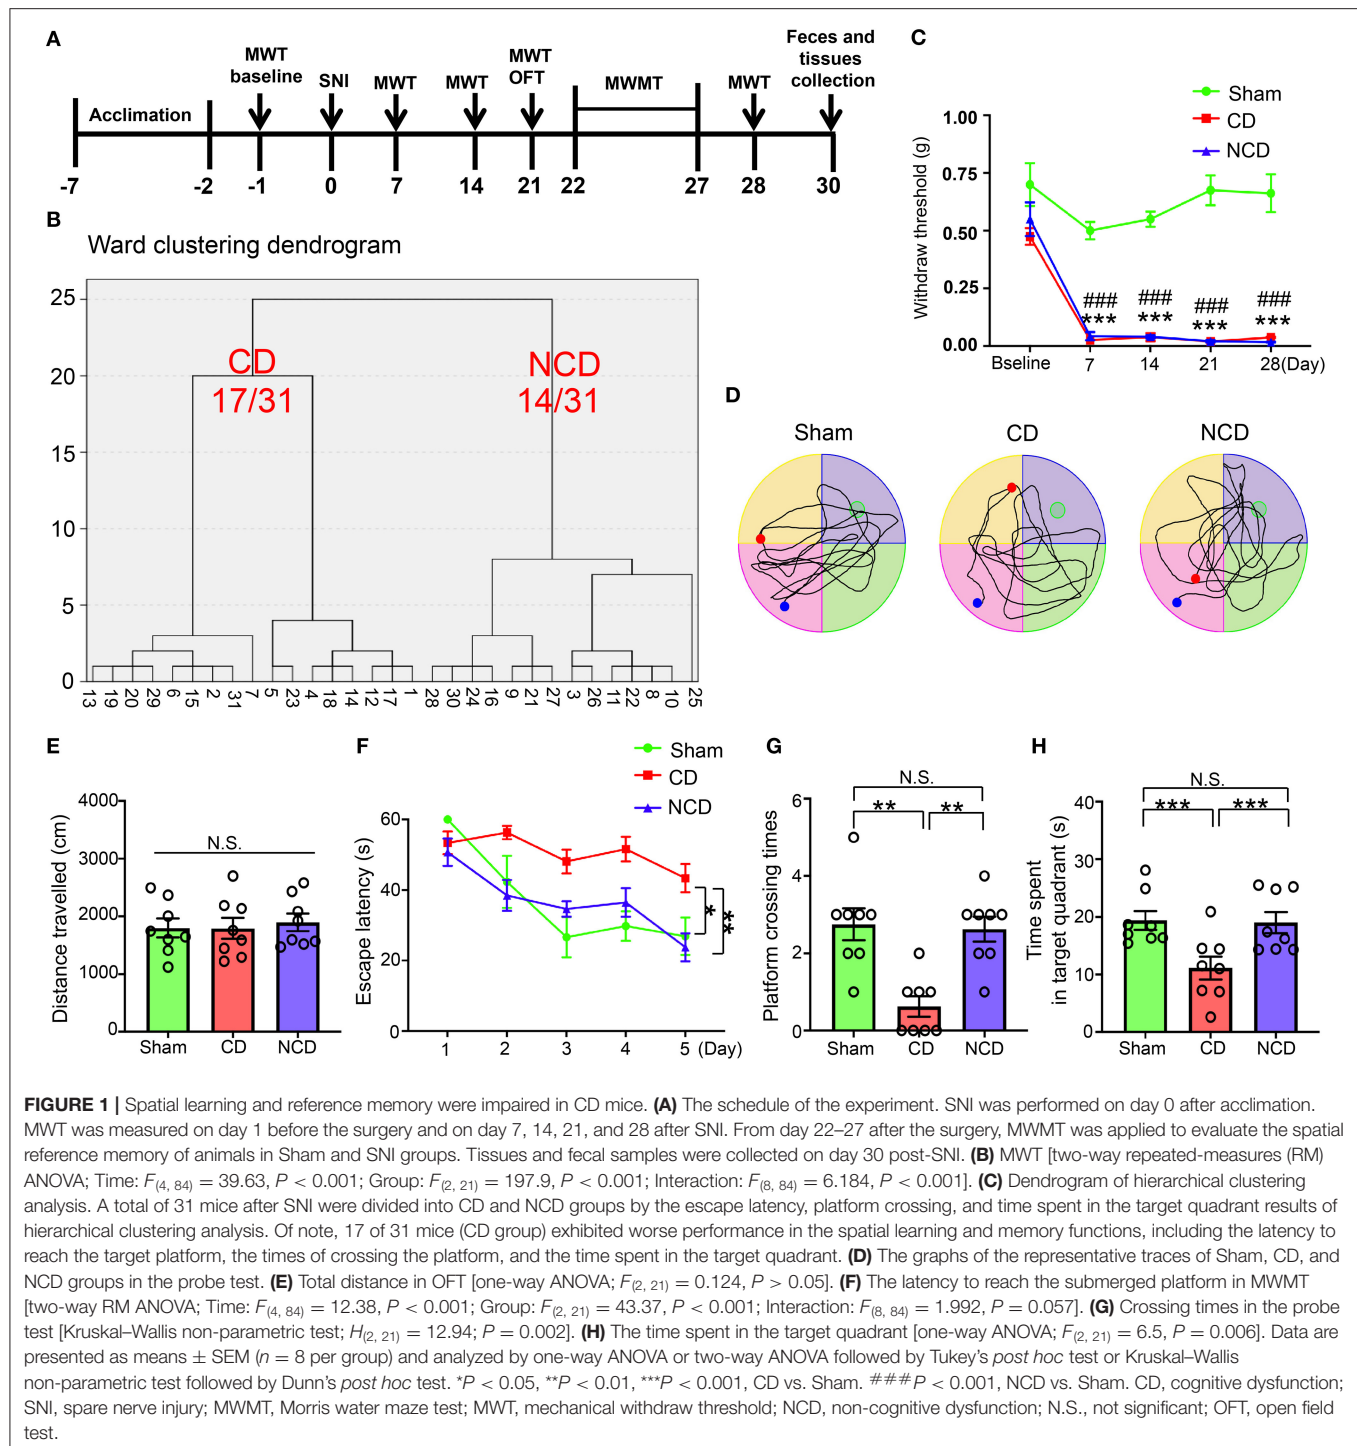 A
MWT
baseline
SNI
MWT
MWT
MWT
OFT
MWMT
MWT
Feces and
tissues
collection
Acclimation
-7
-2
-1
0
7
14
21
22
27
28
30
B
Ward clustering dendrogram
25
20
15
10
5
0
CD
17/31
NCD
14/31
13 19 20 29 6 15 2 31 7 5 23 4 18 14 12 17 1 28 30 24 16 9 21 27 3 26 11 22 8 10 25
C
Sham
CD
NCD
Withdraw threshold (g)
1.00
0.75
0.50
0.25
0.00
### ### ### ###
*** *** *** ***
Bseline 7 14 21 28(Day)
D
Sham CD NCD
E
Distance travelled (cm)
4000
3000
2000
1000
0
N.S.
Sham CD NCD
F
Sham
CD
NCD
Escape latency (s)
60
40
20
0
*
**
1 2 3 4 5 (Day)
G
Platform crossing times
6
4
2
0
N.S.
** **
Sham CD NCD
H
Time spent
in target quadrant (s)
40
30
20
10
0
N.S.
*** ***
Sham CD NCD
FIGURE 1 | Spatial learning and reference memory were impaired in CD mice. (A) The schedule of the experiment. SNI was performed on day 0 after acclimation.
MWT was measured on day 1 before the surgery and on day 7, 14, 21, and 28 after SNI. From day 22–27 after the surgery, MWMT was applied to evaluate the spatial
reference memory of animals in Sham and SNI groups. Tissues and fecal samples were collected on day 30 post-SNI. (B) MWT [two-way repeated-measures (RM)
ANOVA; Time: F(4, 84) = 39.63, P < 0.001; Group: F(2, 21) = 197.9, P < 0.001; Interaction: F(8, 84) = 6.184, P < 0.001]. (C) Dendrogram of hierarchical clustering
analysis. A total of 31 mice after SNI were divided into CD and NCD groups by the escape latency, platform crossing, and time spent in the target quadrant results of
hierarchical clustering analysis. Of note, 17 of 31 mice (CD group) exhibited worse performance in the spatial learning and memory functions, including the latency to
reach the target platform, the times of crossing the platform, and the time spent in the target quadrant. (D) The graphs of the representative traces of Sham, CD, and
NCD groups in the probe test. (E) Total distance in OFT [one-way ANOVA; F(2, 21) = 0.124, P > 0.05]. (F) The latency to reach the submerged platform in MWMT
[two-way RM ANOVA; Time: F(4, 84) = 12.38, P < 0.001; Group: F(2, 21) = 43.37, P < 0.001; Interaction: F(8, 84) = 1.992, P = 0.057]. (G) Crossing times in the probe
test [Kruskal–Wallis non-parametric test; H(2, 21) = 12.94; P = 0.002]. (H) The time spent in the target quadrant [one-way ANOVA; F(2, 21) = 6.5, P = 0.006]. Data are
presented as means ± SEM (n = 8 per group) and analyzed by one-way ANOVA or two-way ANOVA followed by Tukey's post hoc test or Kruskal–Wallis
non-parametric test followed by Dunn's post hoc test. *P < 0.05, **P < 0.01, ***P < 0.001, CD vs. Sham. ###P < 0.001, NCD vs. Sham. CD, cognitive dysfunction;
SNI, spare nerve injury; MWMT, Morris water maze test; MWT, mechanical withdraw threshold; NCD, non-cognitive dysfunction; N.S., not significant; OFT, open field
test.